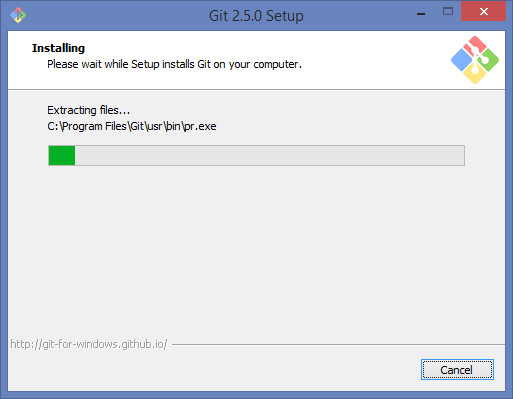 Git 2.5.0 Setup
Installing
Please wait while Setup installs Git on your computer.
Extracting files...
C:\Program Files\Git\usr\bin\pr.exe
http://git-for-windows.github.io/
Cancel